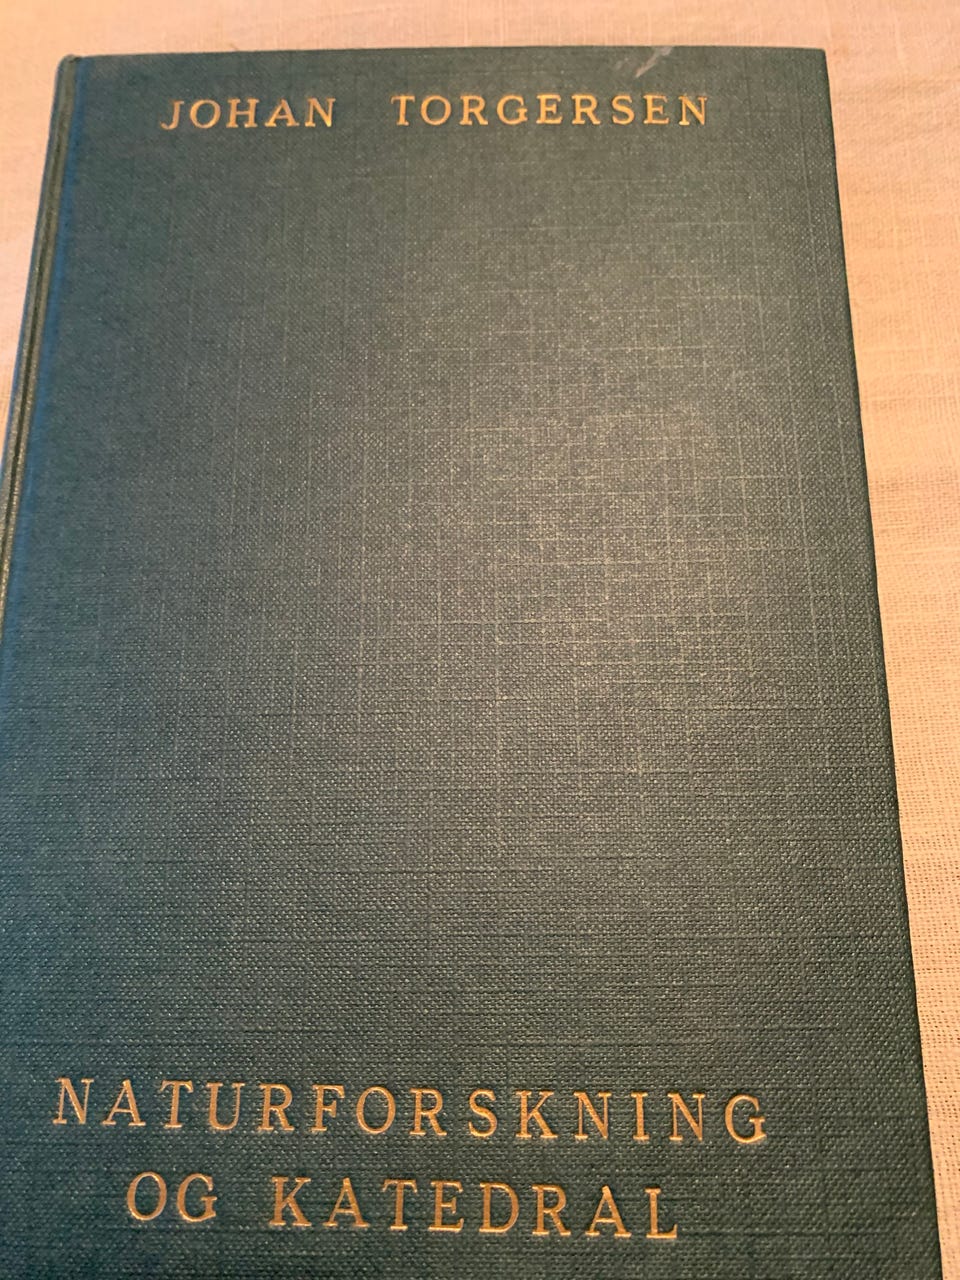 JOHAN TORGERSEN
NATURFORSKNING
OG KATEDRAL